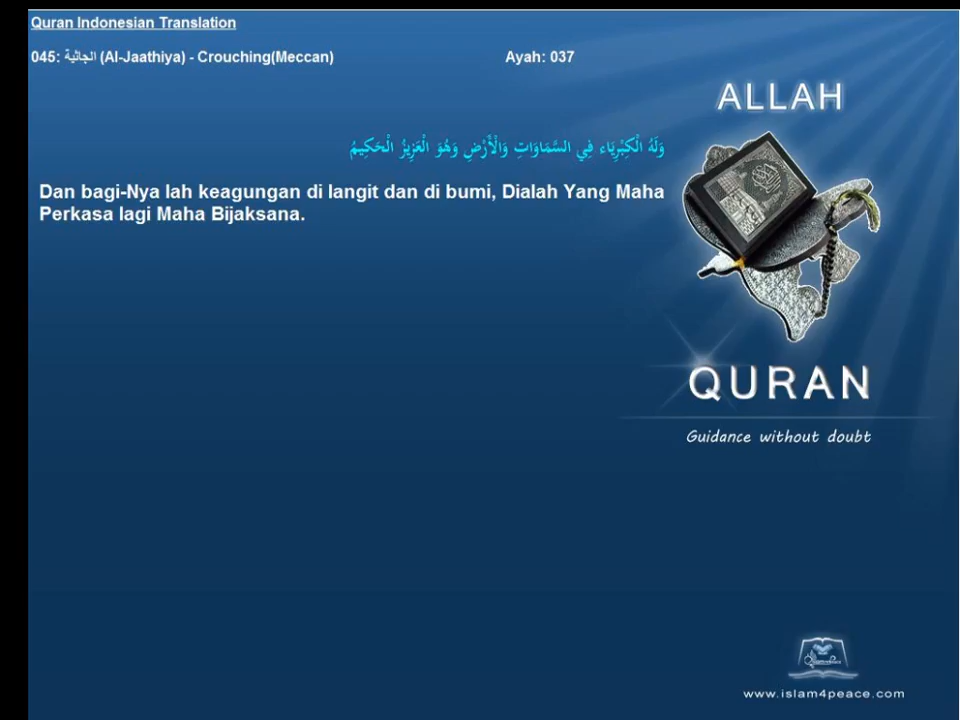 Quran Indonesian Translation
045: الجاثية (Al-Jaathiya) - Crouching(Meccan) Ayah: 037
ALLAH
وَلَهُ الْكِبْرِيَاء فِي السَّمَاوَاتِ وَالْأَرْضِ وَهُوَ الْعَزِيزُ الْحَكِيمُ
Dan bagi-Nya lah keagungan di langit dan di bumi, Dialah Yang Maha
Perkasa lagi Maha Bijaksana.
QURAN
Guidance without doubt
www.islam4peace.com